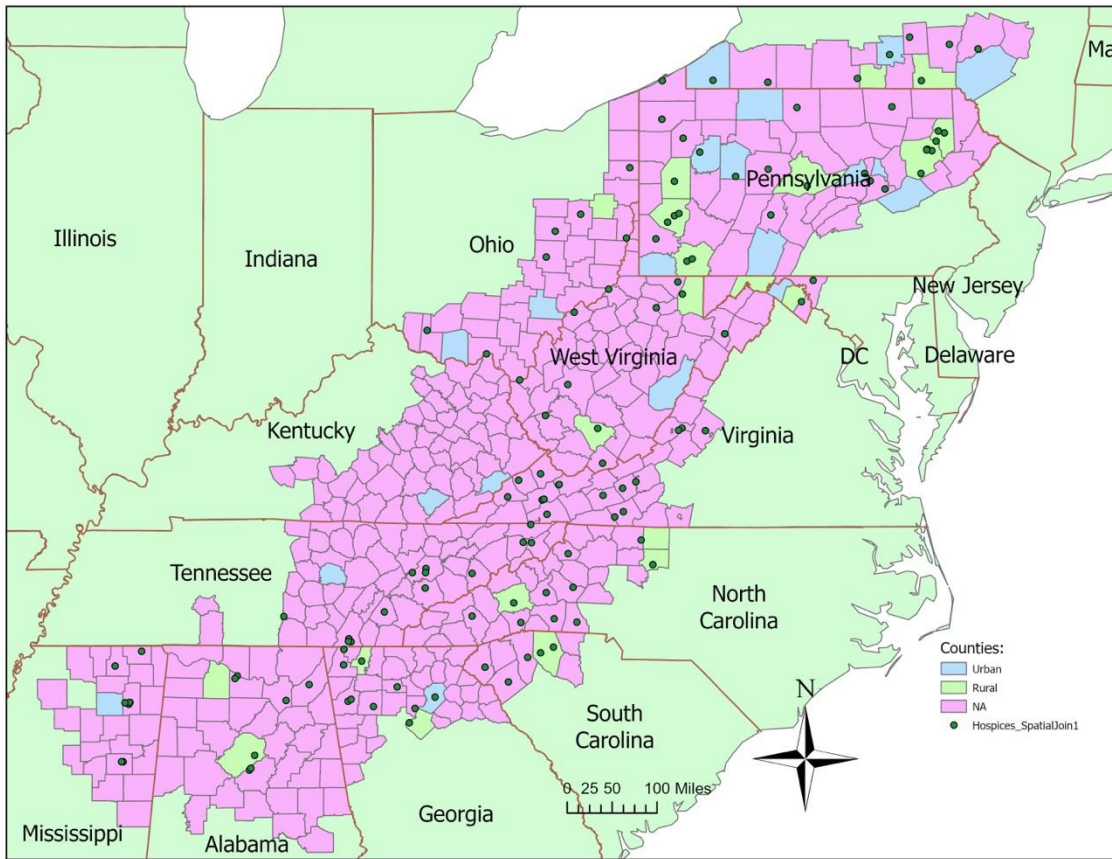 Ma
Pennsylvania
Illinois
Indiana
Ohio
New Jersey
West Virginia
DC
Delaware
Kentucky
Virginia
Tennessee
North
Carolina
Counties:
Urban
Rural
NA
Hospices_SpatialJoin1
N
South
Carolina
0 25 50 100 Miles
Georgia
Mississippi
Alabama